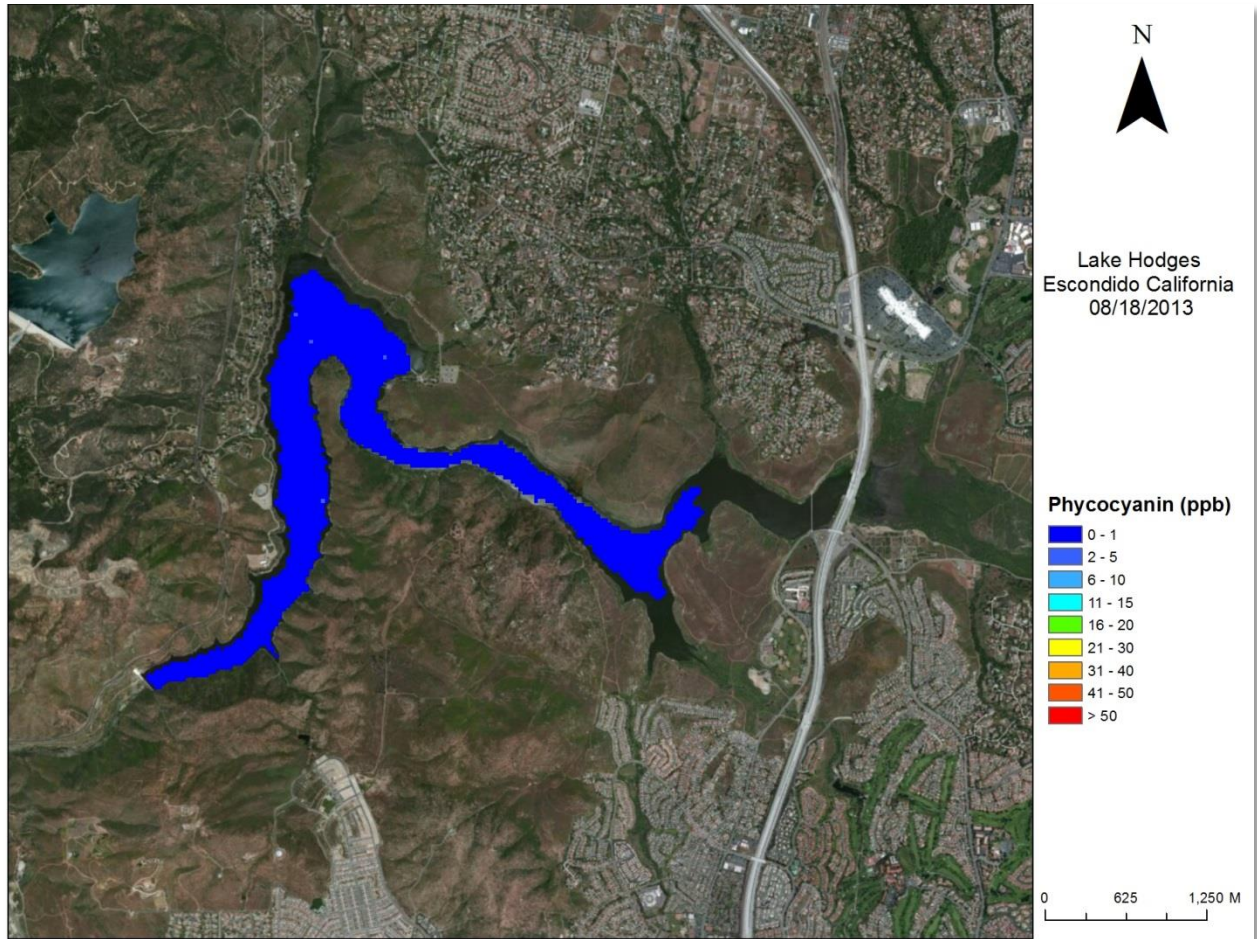 N
Lake Hodges
Escondido California
08/18/2013
Phycocyanin (ppb)
0 - 1
2 - 5
6 - 10
11 - 15
16 - 20
21 - 30
31 - 40
41 - 50
> 50
0 625 1,250 M